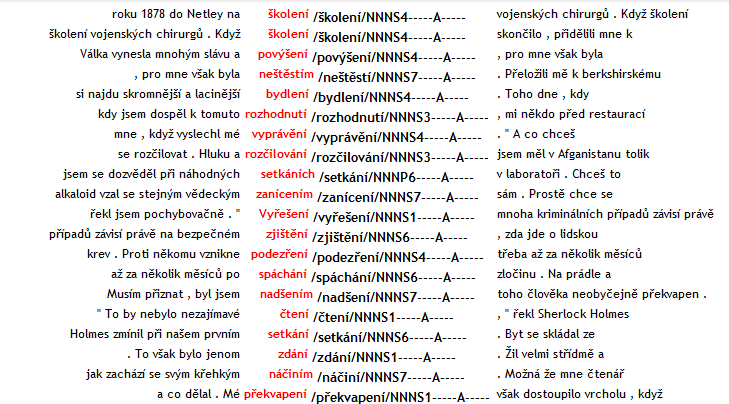 roku 1878 do Netley na školení /školení/NNNS4-----A----- vojenských chirurgů . Když školení
školení vojenských chirurgů . Když školení /školení/NNNS4-----A----- skončilo , přidělili mne k
Válka vynesla mnohým slávu a povýšení /povýšení/NNNS4-----A----- , pro mne však byla
, pro mne však byla neštěstím /neštěstí/NNNS7-----A----- . Přeložili mě k berkshirskému
si najdu skromnější a lacinější bydlení /bydlení/NNNS4-----A----- . Toho dne , kdy
kdy jsem dospěl k tomuto rozhodnutí /rozhodnutí/NNNS3-----A----- , mi někdo před restaurací
mne , když vyslechl mé vyprávění /vyprávění/NNNS4-----A----- . " A co chceš
se rozčilovat . Hluku a rozčilování /rozčilování/NNNS3-----A----- jsem měl v Afganistanu tolik
jsem se dozvěděl při náhodných setkáních /setkání/NNNP6-----A----- v laboratoři . Chceš to
alkaloid vzal se stejným vědeckým zanícením /zanícení/NNNS7-----A----- sám . Prostě chce se
řekl jsem pochybovačně . " Vyřešení /vyřešení/NNNS1-----A----- mnoha kriminálních případů závisí právě
případů závisí právě na bezpečném zjištění /zjištění/NNNS6-----A----- , zda jde o lidskou
krev . Proti někomu vznikne podezření /podezření/NNNS4-----A----- třeba až za několik měsíců
až za několik měsíců po spáchání /spáchání/NNNS6-----A----- zločinu . Na prádle a
Musím přiznat , byl jsem nadšením /nadšení/NNNS7-----A----- toho člověka neobyčejně překvapen .
" To by nebylo nezajímavé čtení /čtení/NNNS1-----A----- , " řekl Sherlock Holmes
Holmes zmínil při našem prvním setkání /setkání/NNNS6-----A----- . Byt se skládal ze
. To však bylo jenom zdání /zdání/NNNS1-----A----- . Žil velmi střídmě a
jak zachází se svým křehkým náčiním /náčiní/NNNS7-----A----- . Možná že mne čtenář
a co dělal . Mé překvapení /překvapení/NNNS1-----A----- však dostoupilo vrcholu , když